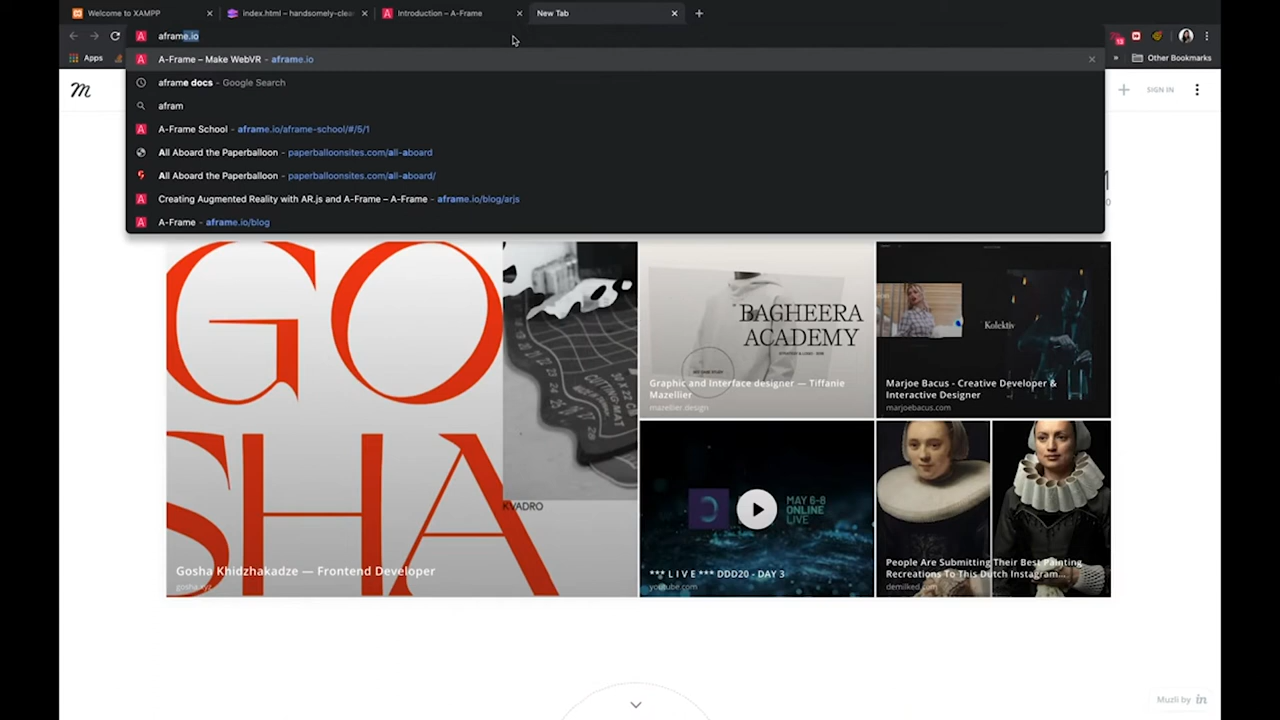 Welcome to XAMPP
index.html – handsomely-clea
Introduction – A-Frame
New Tab
aframe.io
Apps
Other Bookmarks
A-Frame – Make WebVR - aframe.io
aframe docs - Google Search
afram
A-Frame School - aframe.io/aframe-school/#/5/1
All Aboard the Paperballoon - paperballoonsites.com/all-aboard
All Aboard the Paperballoon - paperballoonsites.com/all-aboard/
Creating Augmented Reality with AR.js and A-Frame – A-Frame - aframe.io/blog/arjs
A-Frame - aframe.io/blog
SIGN IN
GO
SHA
KVADRO
Gosha Khidzhakadze — Frontend Developer
gosha.xyz
BAGHEERA
ACADEMY
Graphic and Interface designer — Tiffanie
Mazellier
mazellier.design
Kolektiv
Marjoe Bacus - Creative Developer &
Interactive Designer
marjoebacus.com
MAY 6-8
ONLINE
LIVE
*** L I V E *** DDD20 - DAY 3
youtube.com
People Are Submitting Their Best Painting
Recreations To This Dutch Instagram...
demilked.com
Muzli by in